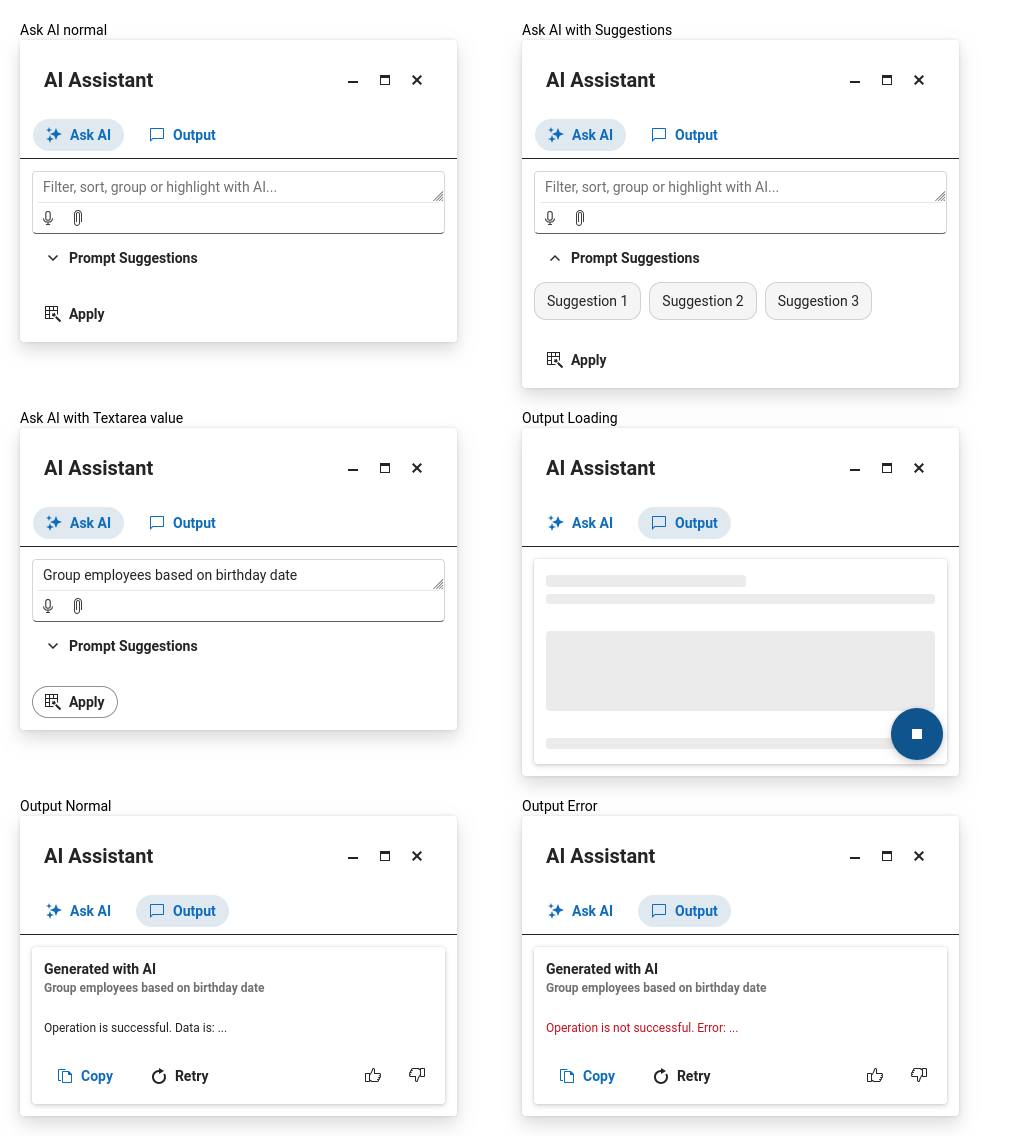 Ask AI normal
AI Assistant
Ask AI
Output
Filter, sort, group or highlight with AI...
Prompt Suggestions
Apply
Ask AI with Suggestions
AI Assistant
Ask AI
Output
Filter, sort, group or highlight with AI...
Prompt Suggestions
Suggestion 1
Suggestion 2
Suggestion 3
Apply
Ask AI with Textarea value
AI Assistant
Ask AI
Output
Group employees based on birthday date
Prompt Suggestions
Apply
Output Loading
AI Assistant
Ask AI
Output
Output Normal
AI Assistant
Ask AI
Output
Generated with AI
Group employees based on birthday date
Operation is successful. Data is: ...
Copy
Retry
Output Error
AI Assistant
Ask AI
Output
Generated with AI
Group employees based on birthday date
Operation is not successful. Error: ...
Copy
Retry